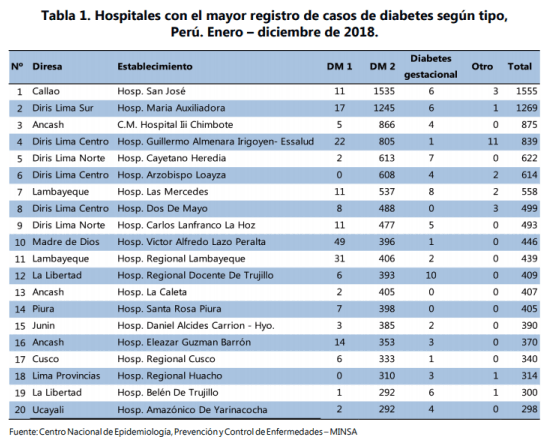 Tabla 1. Hospitales con el mayor registro de casos de diabetes según tipo,
Perú. Enero – diciembre de 2018.
Nº Diresa Establecimiento DM 1 DM 2 Diabetes gestacional Otro Total
1 Callao Hosp. San José 11 1535 6 3 1555
2 Diris Lima Sur Hosp. Maria Auxiliadora 17 1245 6 1 1269
3 Ancash C.M. Hospital Iii Chimbote 5 866 4 0 875
4 Diris Lima Centro Hosp. Guillermo Almenara Irigoyen- Essalud 22 805 1 11 839
5 Diris Lima Norte Hosp. Cayetano Heredia 2 613 7 0 622
6 Diris Lima Centro Hosp. Arzobispo Loayza 0 608 4 2 614
7 Lambayeque Hosp. Las Mercedes 11 537 8 2 558
8 Diris Lima Centro Hosp. Dos De Mayo 8 488 0 3 499
9 Diris Lima Norte Hosp. Carlos Lanfranco La Hoz 11 477 5 0 493
10 Madre de Dios Hosp. Victor Alfredo Lazo Peralta 49 396 1 0 446
11 Lambayeque Hosp. Regional Lambayeque 31 406 2 0 439
12 La Libertad Hosp. Regional Docente De Trujillo 6 393 10 0 409
13 Ancash Hosp. La Caleta 2 405 0 0 407
14 Piura Hosp. Santa Rosa Piura 7 398 0 0 405
15 Junin Hosp. Daniel Alcides Carrion - Hyo. 3 385 2 0 390
16 Ancash Hosp. Eleazar Guzman Barrón 14 353 3 0 370
17 Cusco Hosp. Regional Cusco 6 333 1 0 340
18 Lima Provincias Hosp. Regional Huacho 0 310 3 1 314
19 La Libertad Hosp. Belén De Trujillo 1 292 6 1 300
20 Ucayali Hosp. Amazónico De Yarinacocha 2 292 4 0 298
Fuente: Centro Nacional de Epidemiología, Prevención y Control de Enfermedades – MINSA